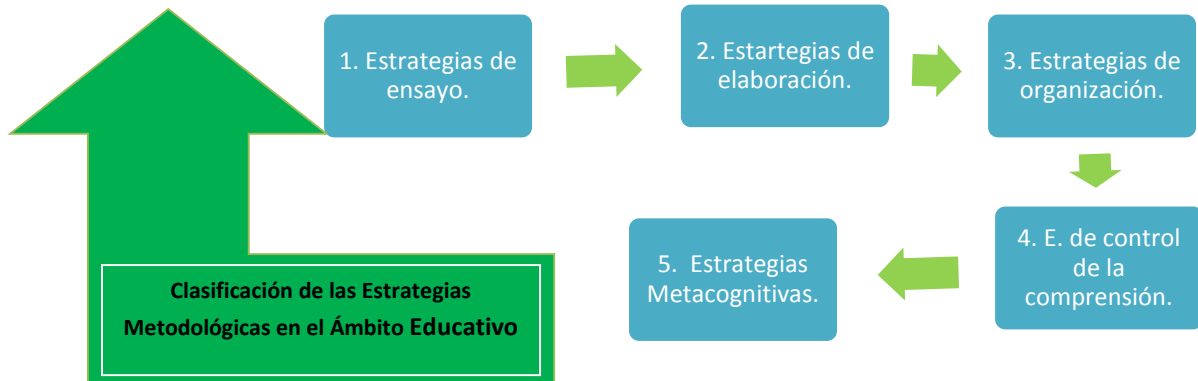 1. Estrategias de
ensayo.
2. Estartegias de
elaboración.
3. Estrategias de
organización.
4. E. de control
de la
comprensión.
5. Estrategias
Metacognitivas.
Clasificación de las Estrategias
Metodológicas en el Ámbito Educativo